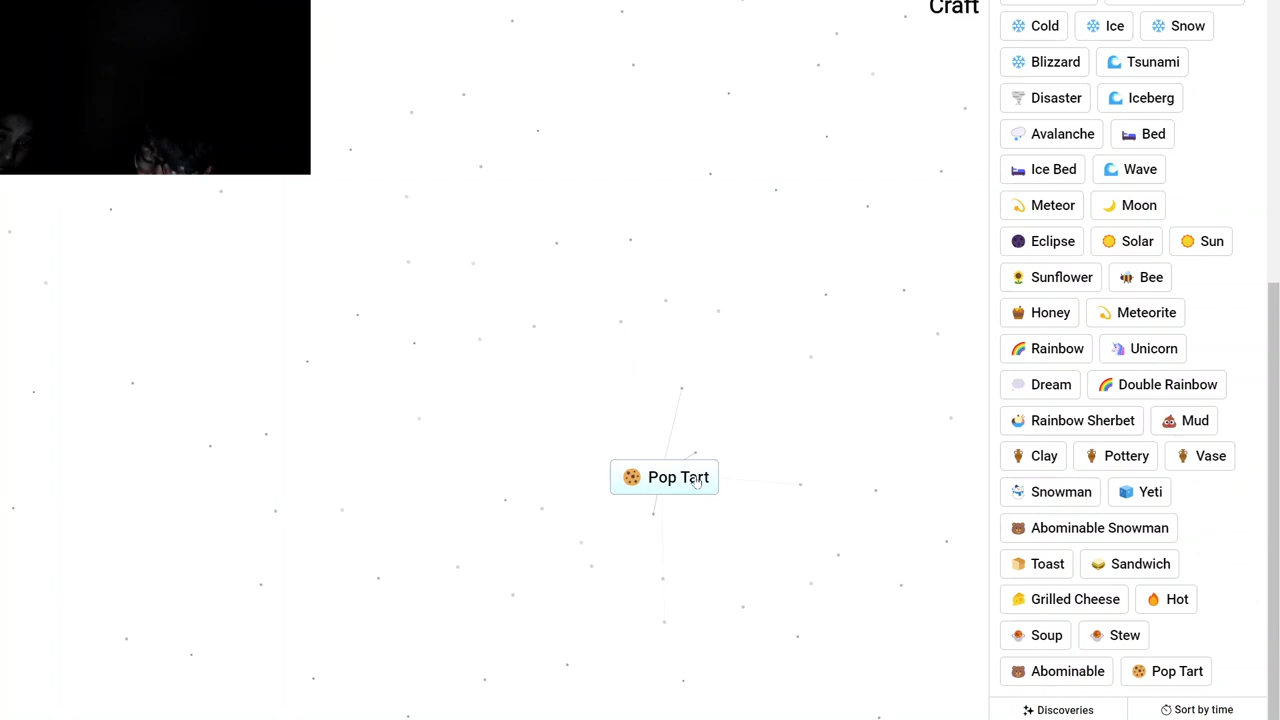 Craft
Cold Ice Snow
Blizzard Tsunami
Disaster Iceberg
Avalanche Bed
Ice Bed Wave
Meteor Moon
Eclipse Solar Sun
Sunflower Bee
Honey Meteorite
Rainbow Unicorn
Dream Double Rainbow
Rainbow Sherbet Mud
Clay Pottery Vase
Pop Tart
Snowman Yeti
Abominable Snowman
Toast Sandwich
Grilled Cheese Hot
Soup Stew
Abominable Pop Tart
Discoveries Sort by time